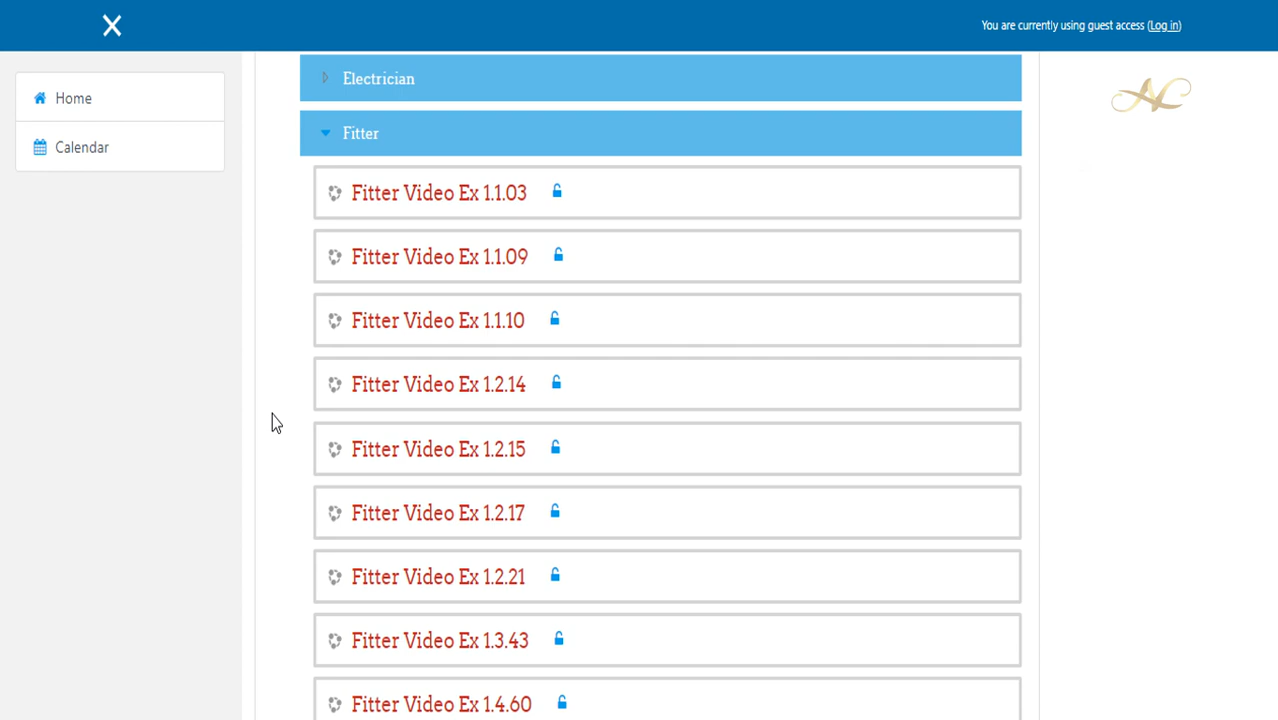 You are currently using guest access (Log in)
Home
Calendar
Electrician
Fitter
Fitter Video Ex 1.1.03
Fitter Video Ex 1.1.09
Fitter Video Ex 1.1.10
Fitter Video Ex 1.2.14
Fitter Video Ex 1.2.15
Fitter Video Ex 1.2.17
Fitter Video Ex 1.2.21
Fitter Video Ex 1.3.43
Fitter Video Ex 1.4.60